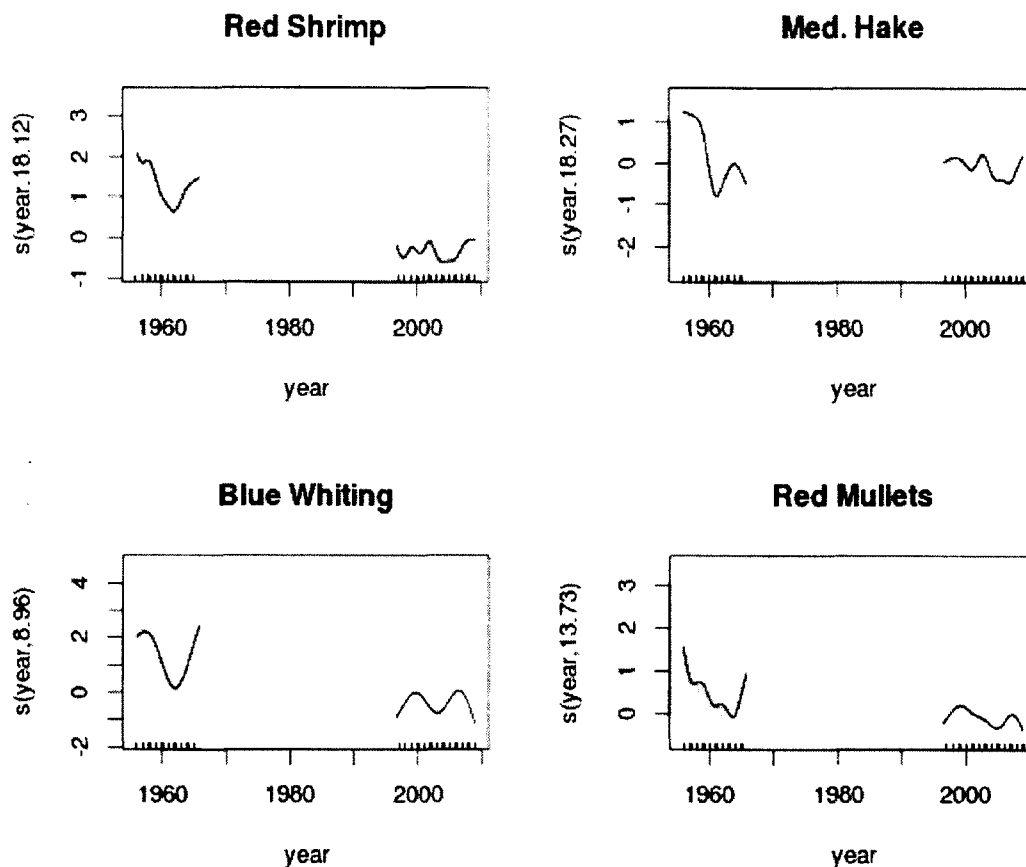 Red Shrimp
s(year,18.12)
3
2
1
0
-1
1960
1980
2000
year
Med. Hake
s(year,18.27)
1
0
-1
-2
1960
1980
2000
year
Blue Whiting
s(year,8.96)
4
2
0
-2
1960
1980
2000
year
Red Mullets
s(year,13.73)
3
2
1
0
1960
1980
2000
year